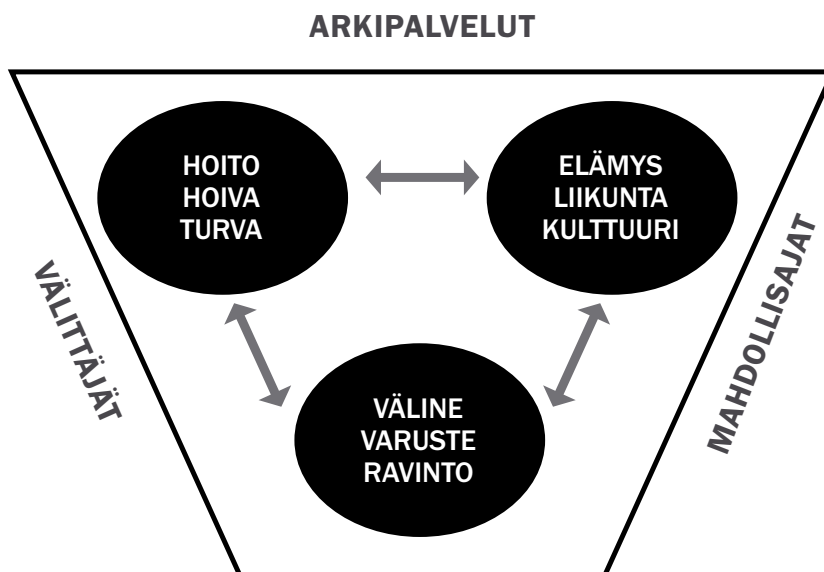 ARKIPALVELUT
HOITO
HOIVA
TURVA
ELÄMYS
LIIKUNTA
KULTTUURI
VÄLITTÄJÄT
MAHDOLLISAJAT
VÄLINE
VARUSTE
RAVINTO